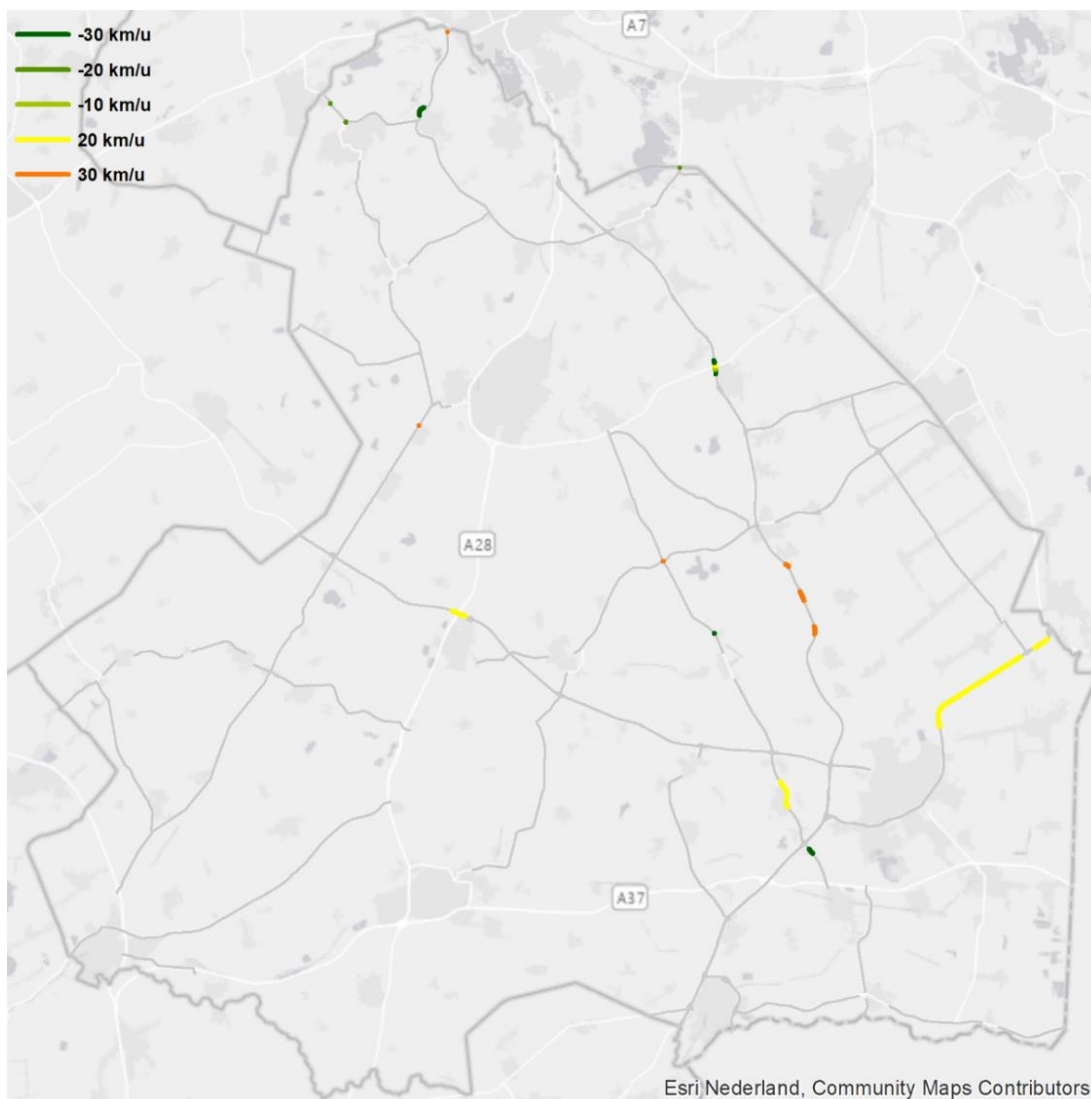 -30 km/u
-20 km/u
-10 km/u
20 km/u
30 km/u
A7
A28
A37
Esri Nederland, Community Maps Contributors